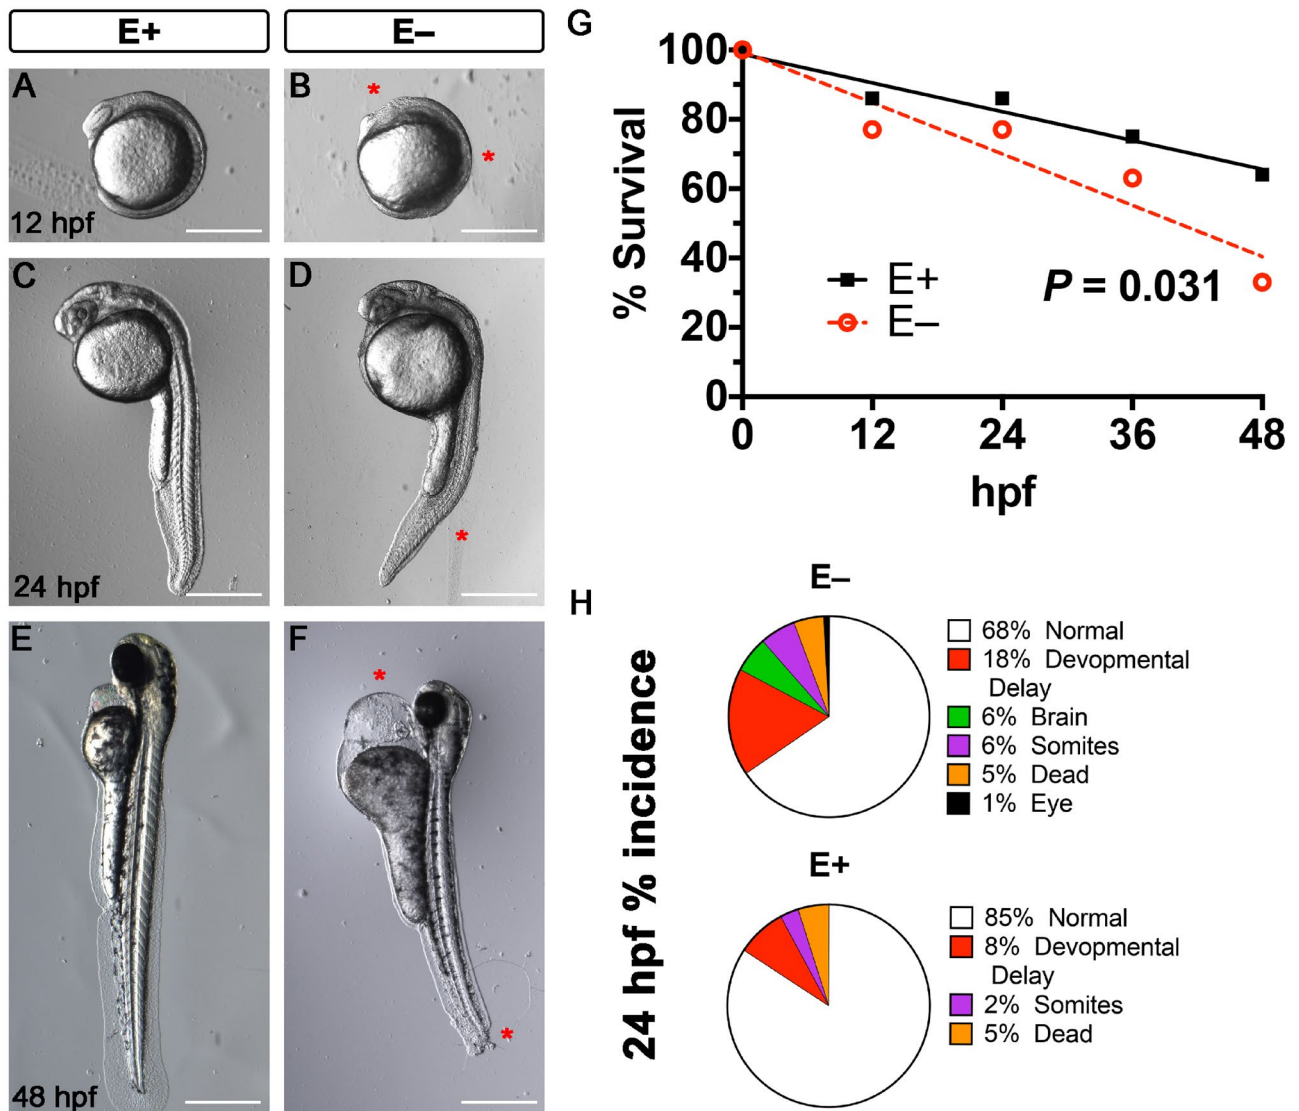 E+
E–
A
12 hpf
B
*
*
C
24 hpf
D
*
E
48 hpf
F
*
*
G
% Survival
100
80
60
40
20
0
0 12 24 36 48
hpf
E+
E–
P = 0.031
H
24 hpf % incidence
E–
68% Normal
18% Devopmental
Delay
6% Brain
6% Somites
5% Dead
1% Eye
E+
85% Normal
8% Devopmental
Delay
2% Somites
5% Dead